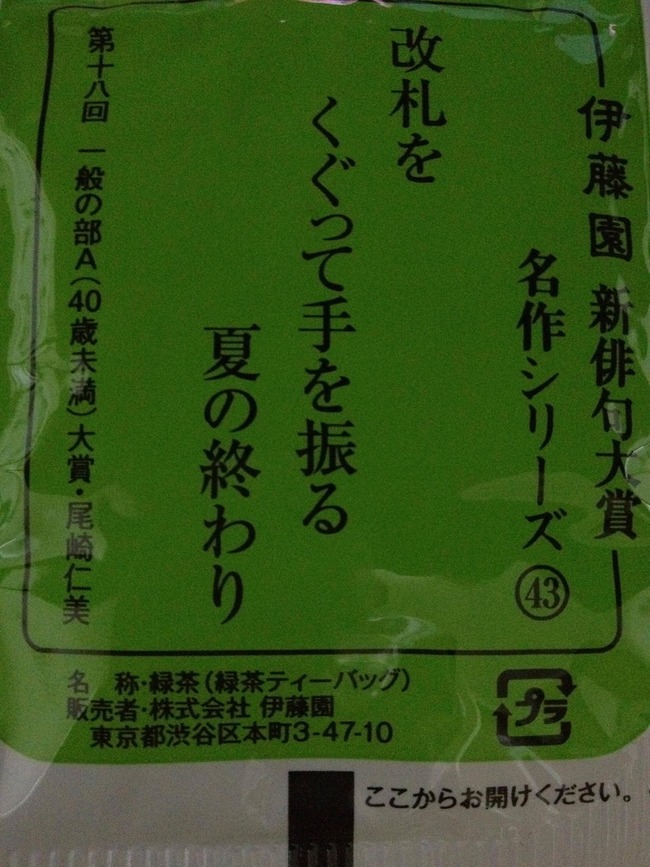 伊藤園 新俳句大賞
名作シリーズ㊸
改札を
くぐって手を振る
夏の終わり
第十八回 一般の部A(40歳未満)大賞・尾崎仁美
名 称・緑茶(緑茶ティーバッグ)
販売者・株式会社 伊藤園
東京都渋谷区本町3-47-10
プラ
ここからお開けください。